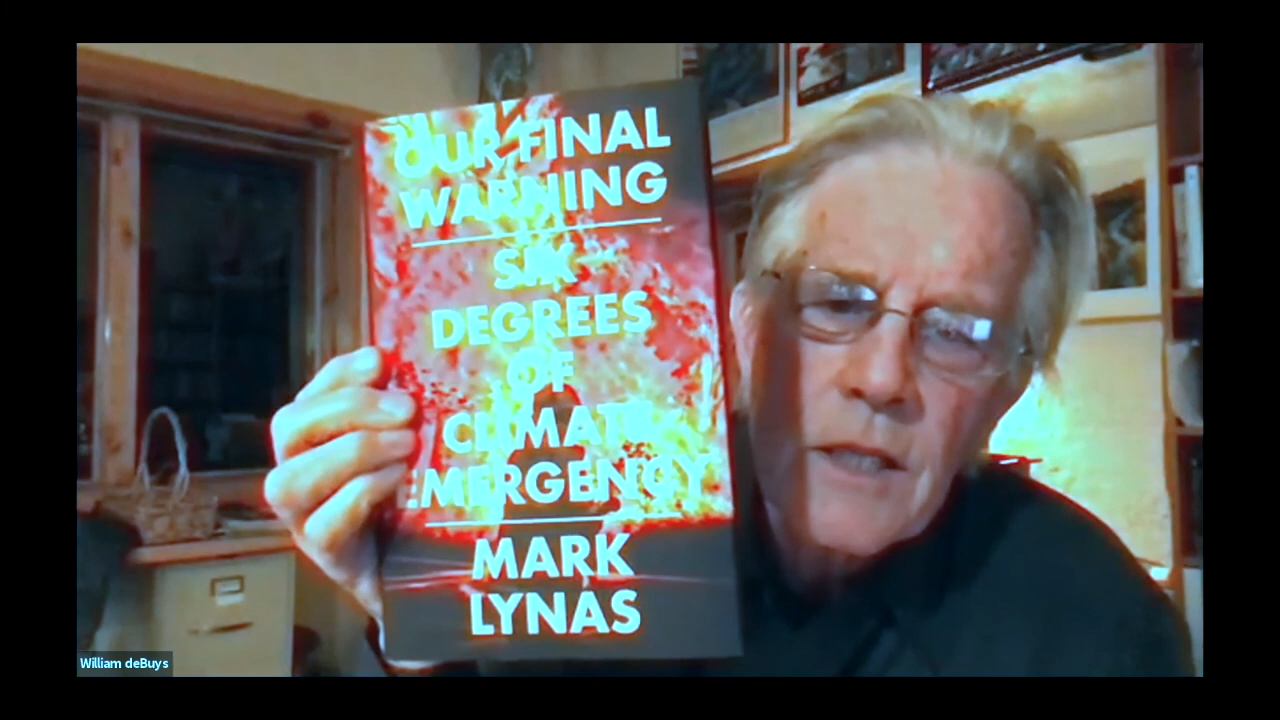 OUR FINAL
WARNING
SIX
DEGREES
OF
CLIMATE
EMERGENCY
MARK
LYNAS
William deBuys